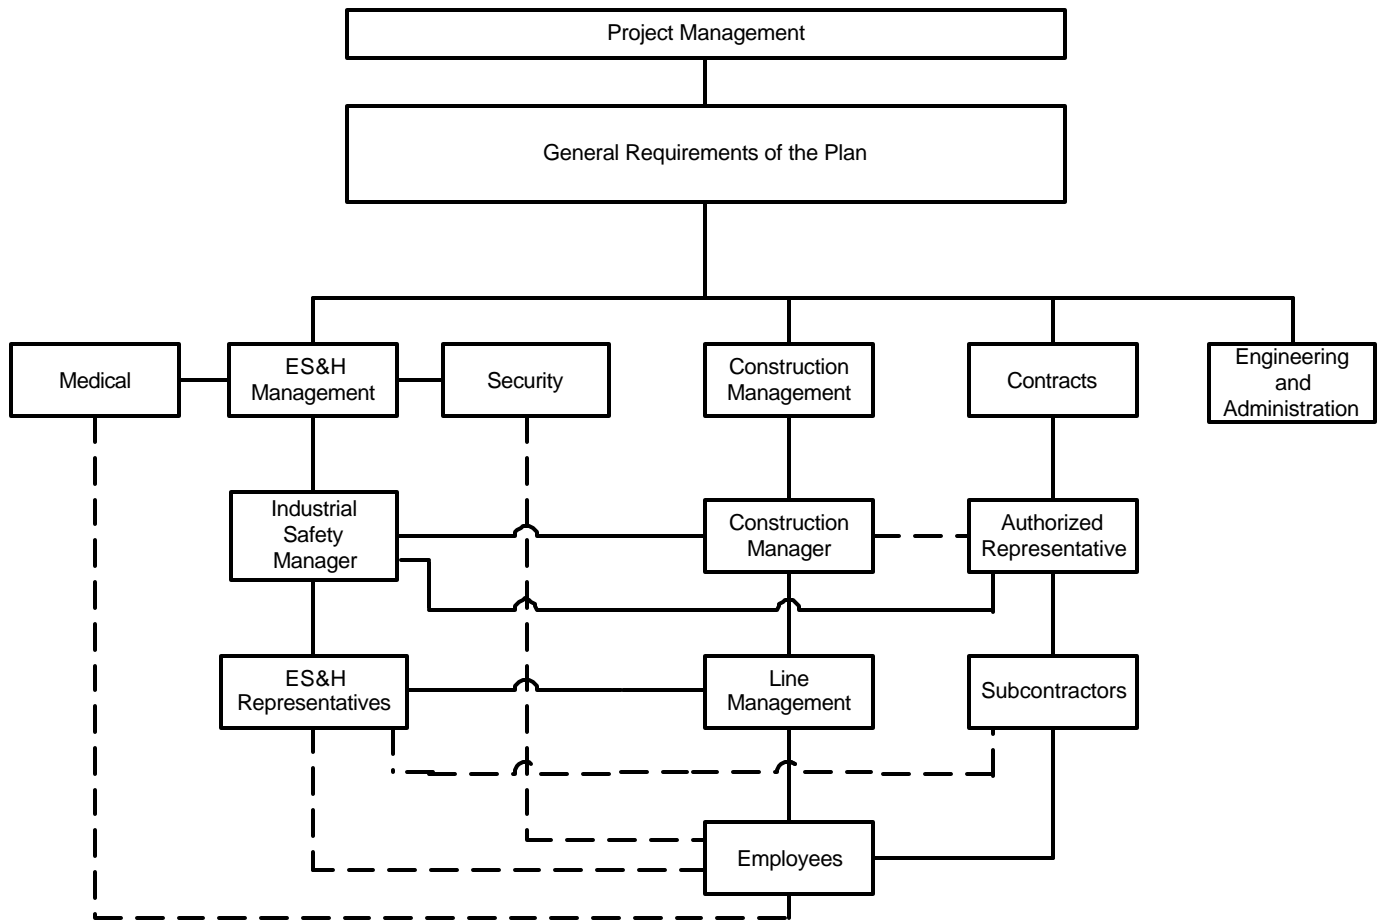 Project Management
General Requirements of the Plan
Medical
ES&H
Management
Security
Construction
Management
Contracts
Engineering
and
Administration
Industrial
Safety
Manager
Construction
Manager
Authorized
Representative
ES&H
Representatives
Line
Management
Subcontractors
Employees